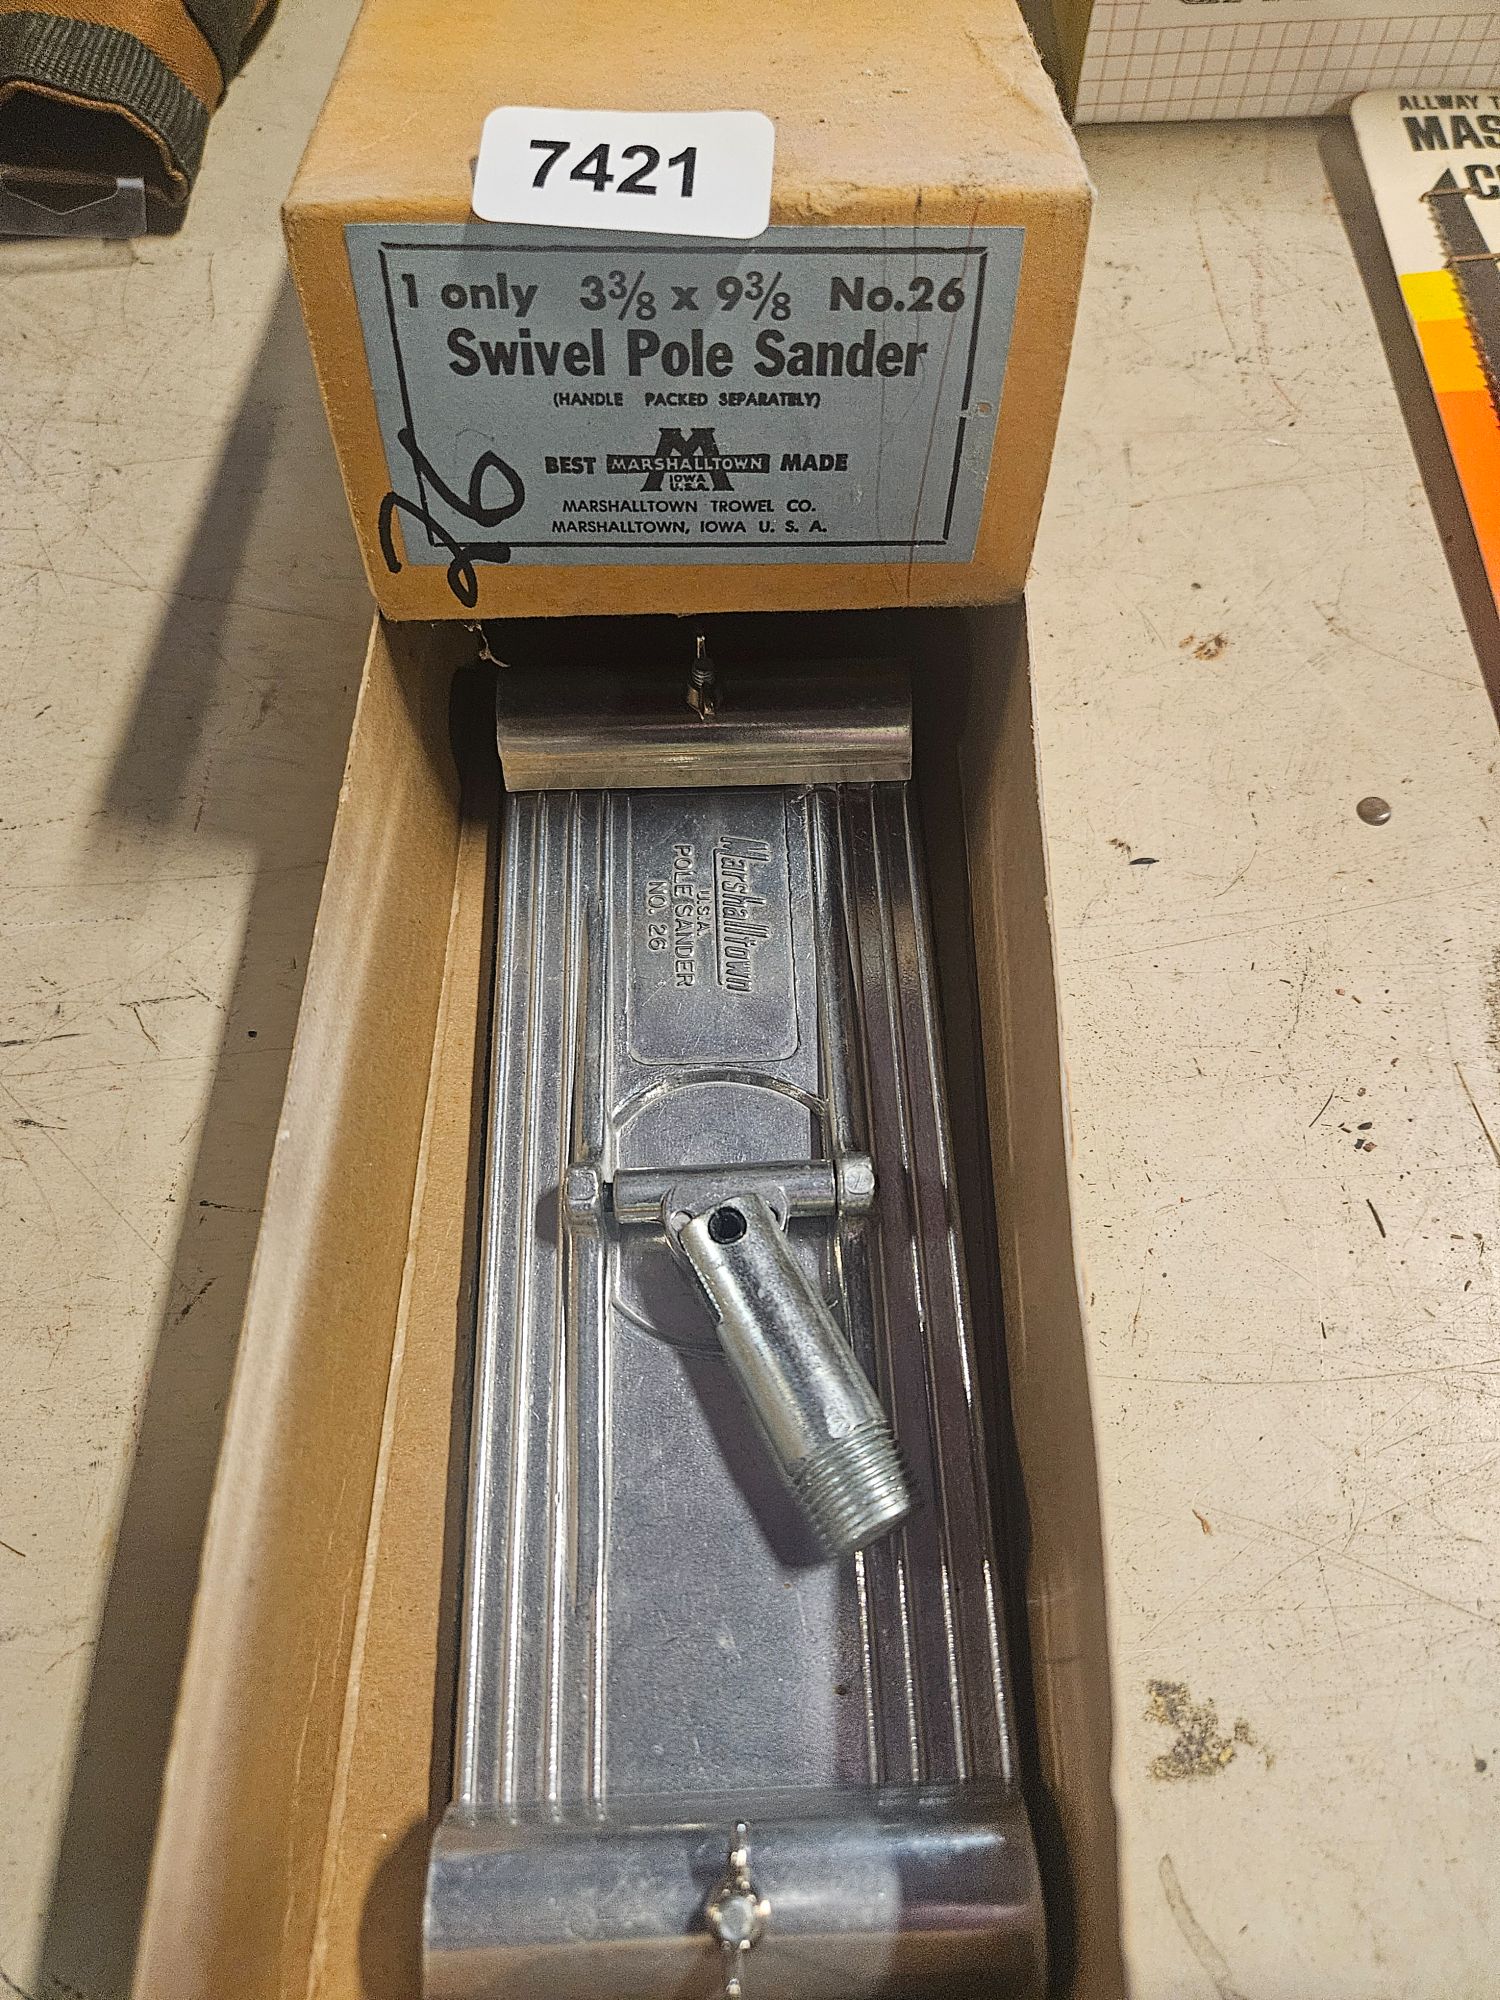 7421
1 only 3⅜ x 9⅜ No.26
Swivel Pole Sander
(HANDLE PACKED SEPARATELY)
M
BEST MARSHALLTOWN MADE
IOWA
U.S.A.
MARSHALLTOWN TROWEL CO.
MARSHALLTOWN, IOWA U. S. A.
26
Marshalltown
U.S.A.
POLE SANDER
NO. 26
ALLWAY T
MAS